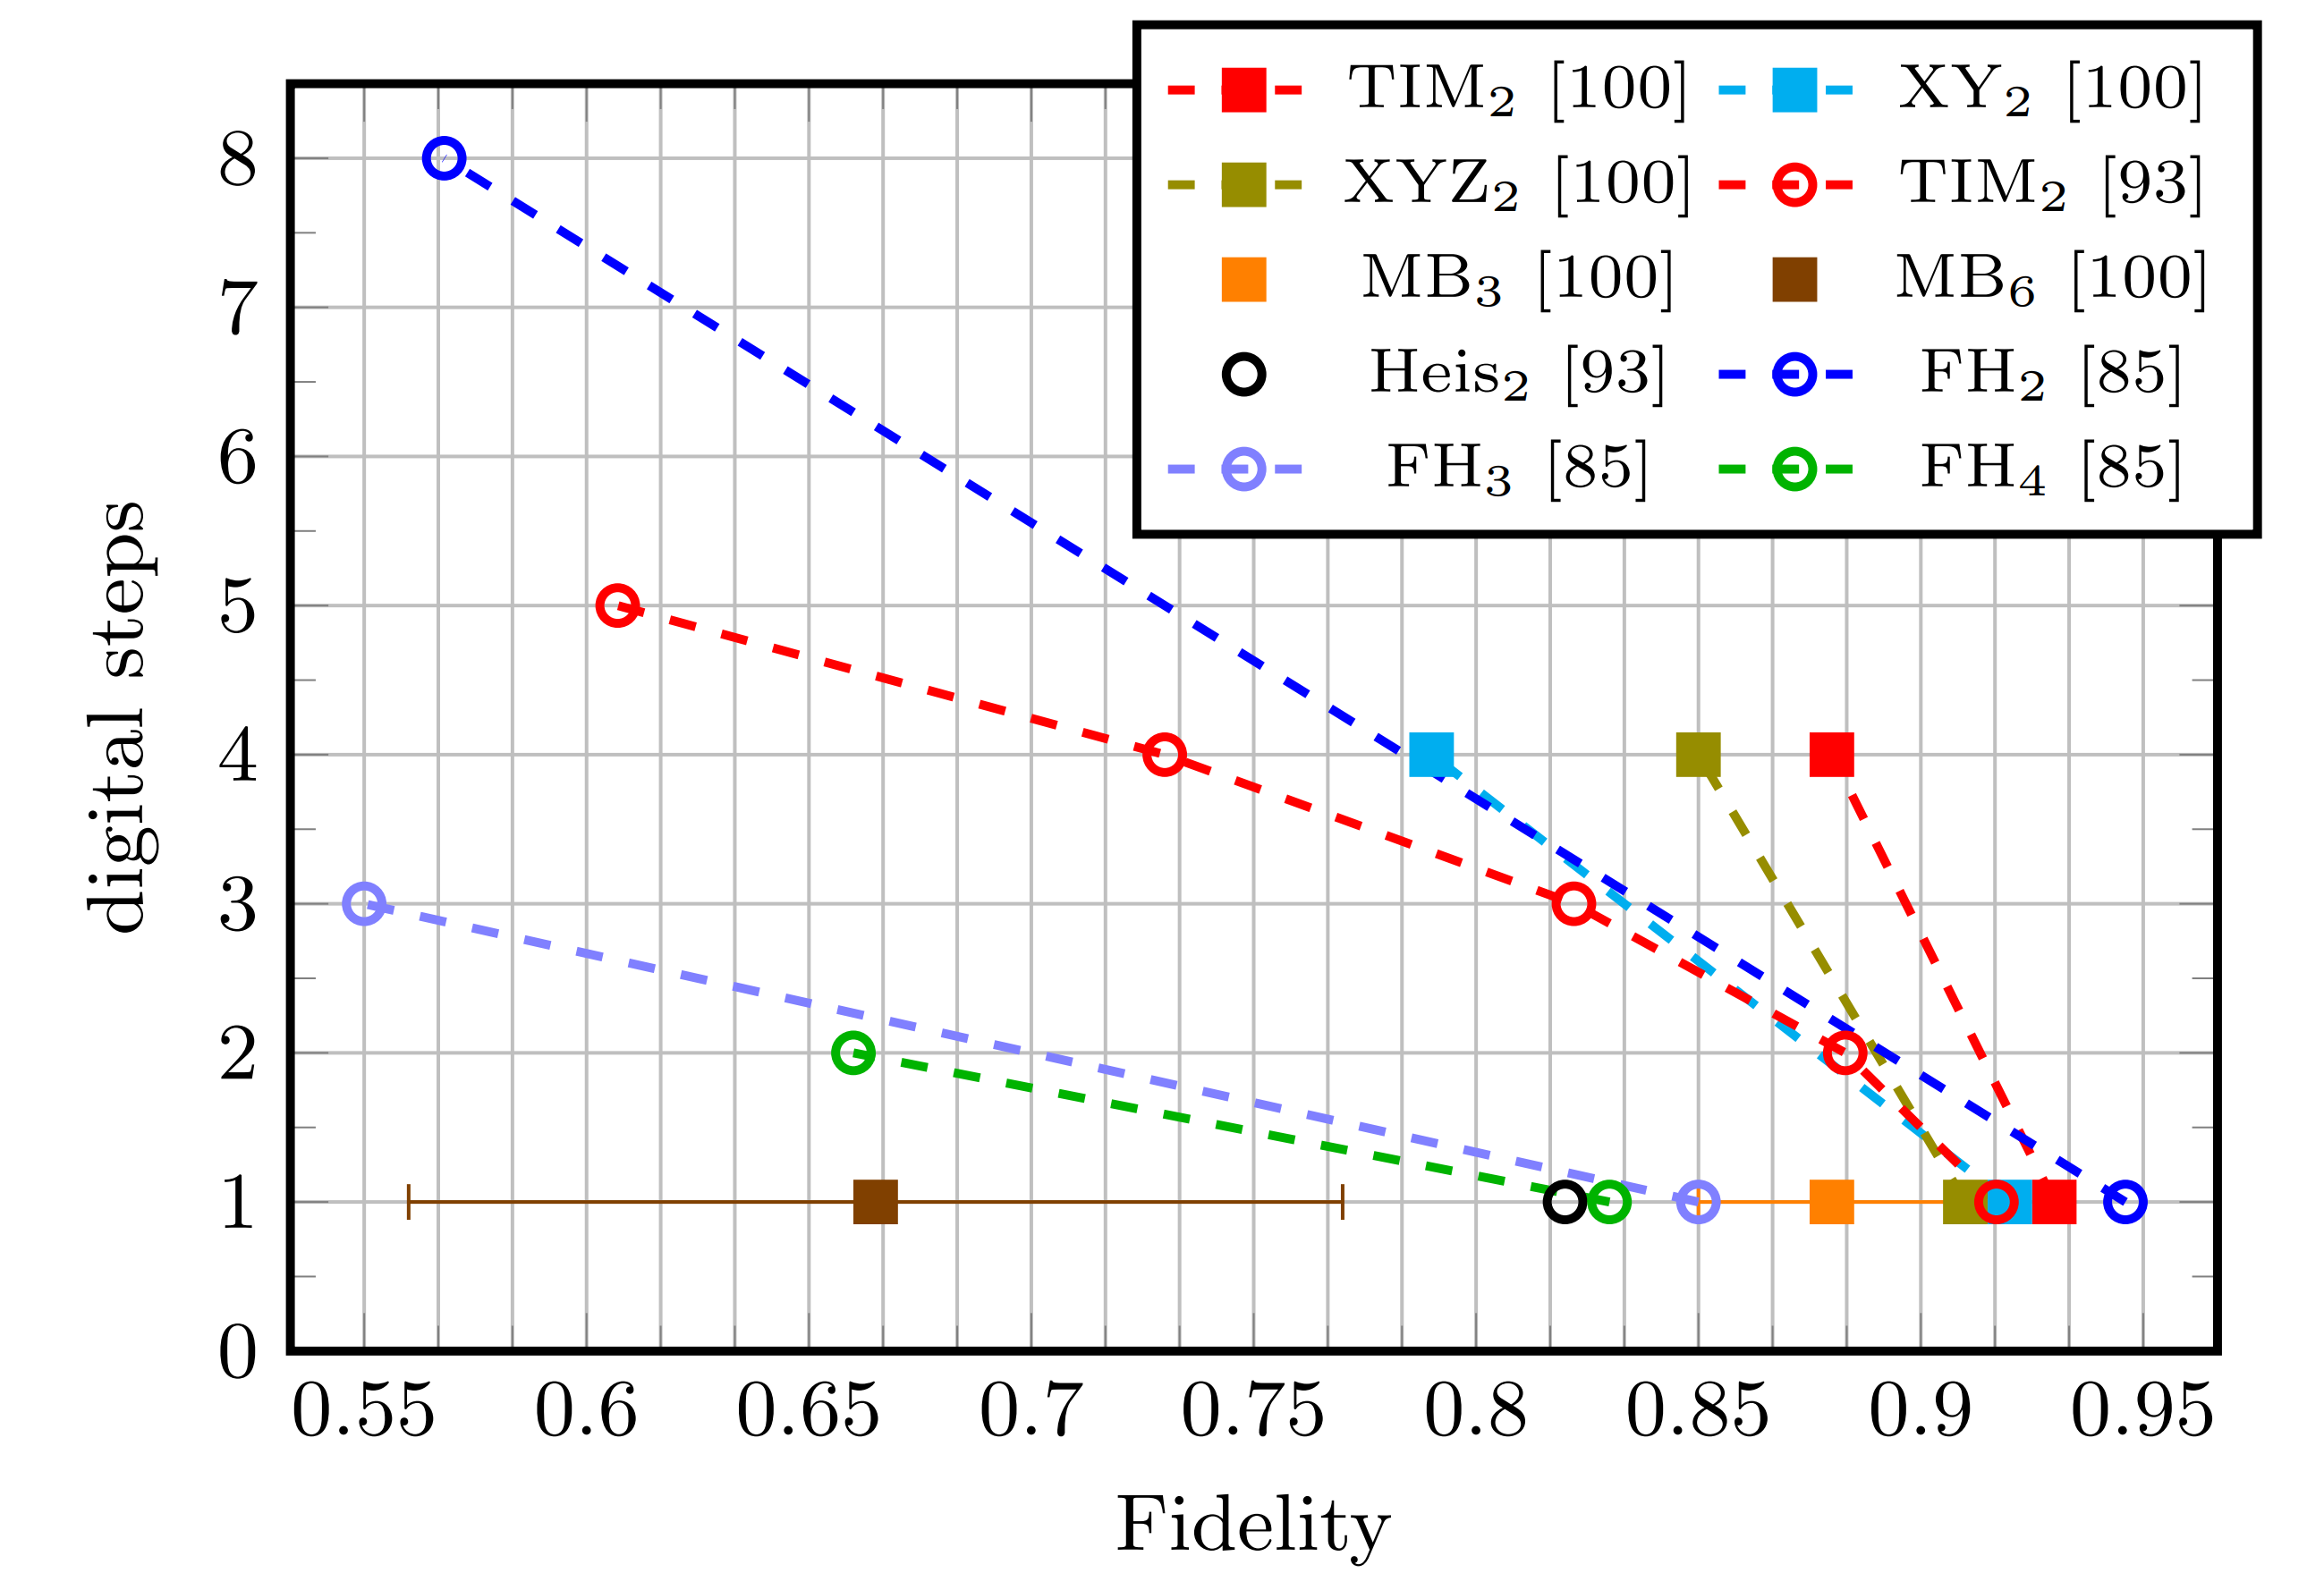 TIM2 [100] XY2 [100]
XYZ2 [100] TIM2 [93]
MB3 [100] MB6 [100]
Heis2 [93] FH2 [85]
FH3 [85] FH4 [85]
8
7
6
5
4
3
2
1
0
digital steps
0.55 0.6 0.65 0.7 0.75 0.8 0.85 0.9 0.95
Fidelity